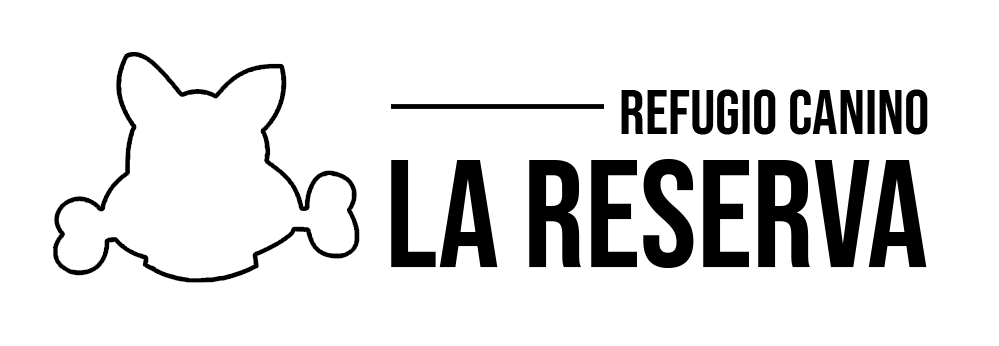 REFUGIO CANINO
LA RESERVA